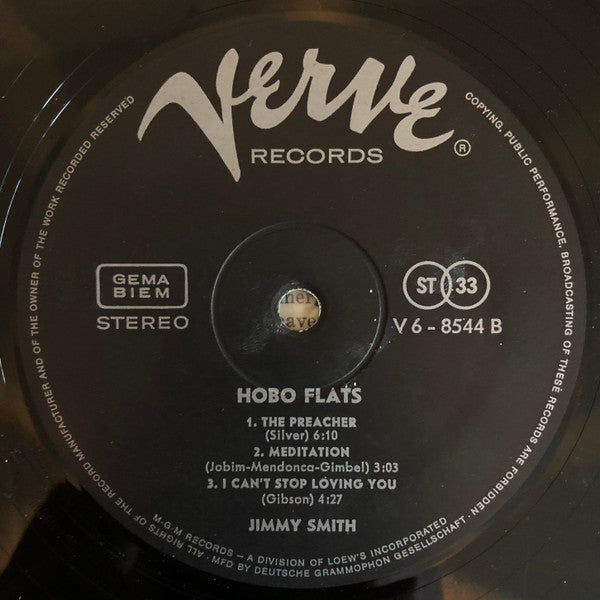 Verve
RECORDS
®
ALL RIGHTS OF THE RECORD MANUFACTURER AND OF THE OWNER OF THE WORK RECORDED RESERVED
COPYING, PUBLIC PERFORMANCE, BROADCASTING OF THESE RECORDS ARE FORBIDDEN
GEMA
BIEM
STEREO
ST 33
V 6 - 8544 B
HOBO FLATS
1. THE PREACHER
(Silver) 6:10
2. MEDITATION
(Jobim-Mendonca-Gimbel) 3:03
3. I CAN'T STOP LOVING YOU
(Gibson) 4:27
JIMMY SMITH
M-G-M RECORDS – A DIVISION OF LOEW'S INCORPORATED
· MFD BY DEUTSCHE GRAMMOPHON GESELLSCHAFT ·